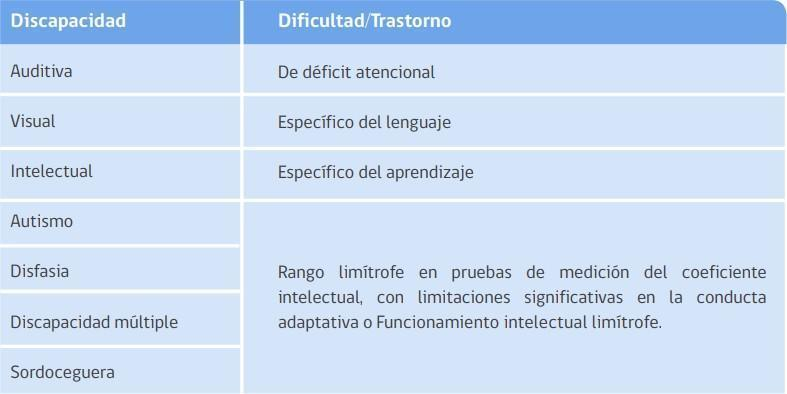 Discapacidad
Dificultad/Trastorno
Auditiva
De déficit atencional
Visual
Específico del lenguaje
Intelectual
Específico del aprendizaje
Autismo
Disfasia
Discapacidad múltiple
Sordoceguera
Rango limítrofe en pruebas de medición del coeficiente
intelectual, con limitaciones significativas en la conducta
adaptativa o Funcionamiento intelectual limítrofe.